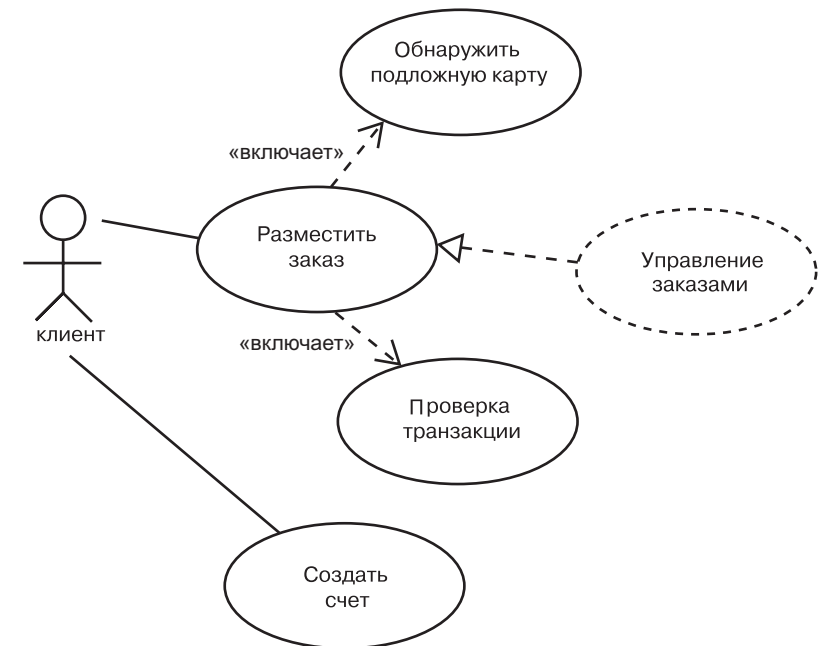 Обнаружить
подложную карту
«включает»
Разместить
заказ
Управление
заказами
клиент
«включает»
Проверка
транзакции
Создать
счет